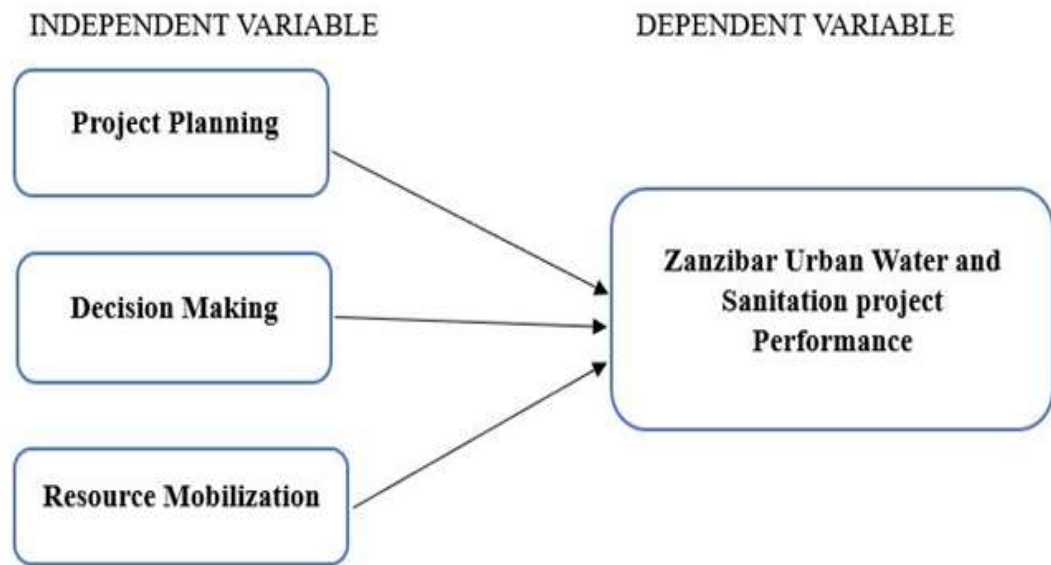 INDEPENDENT VARIABLE
DEPENDENT VARIABLE
Project Planning
Decision Making
Resource Mobilization
Zanzibar Urban Water and
Sanitation project
Performance